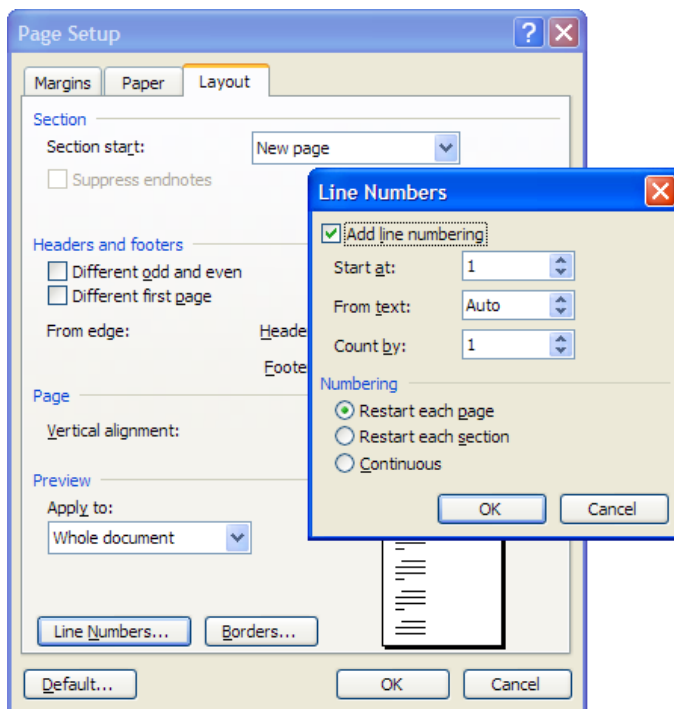 Page Setup
Margins Paper Layout
Section
Section start: New page
Suppress endnotes
Headers and footers
Different odd and even
Different first page
From edge: Heade
Foote
Page
Vertical alignment:
Preview
Apply to:
Whole document
Line Numbers... Borders...
Default... OK Cancel
Line Numbers
Add line numbering
Start at: 1
From text: Auto
Count by: 1
Numbering
Restart each page
Restart each section
Continuous
OK Cancel